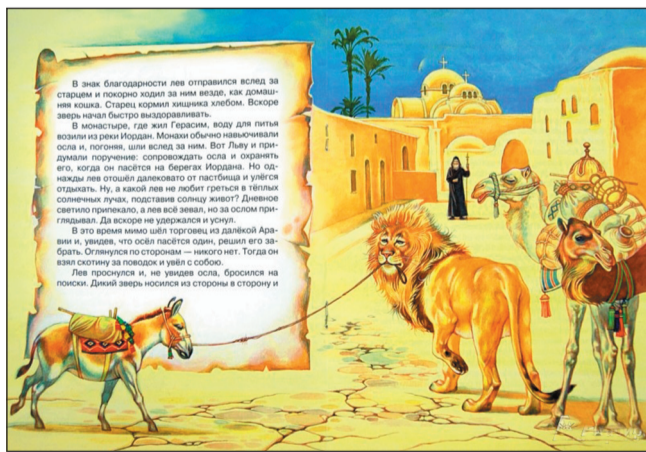 В знак благодарности лев отправился вслед за
старцем и покорно ходил за ним везде, как домаш-
няя кошка. Старец кормил хищника хлебом. Вскоре
зверь начал быстро выздоравливать.
В монастыре, где жил Герасим, воду для питья
возили из реки Иордан. Монахи обычно навьючивали
осла и, погоняя, шли вслед за ним. Вот Льву и при-
думали поручение: сопровождать осла и охранять
его, когда он пасётся на берегах Иордана. Но од-
нажды лев отошёл далековато от пастбища и улёгся
отдыхать. Ну, а какой лев не любит греться в тёплых
солнечных лучах, подставив солнцу живот? Дневное
светило припекало, а лев всё зевал, но за ослом при-
глядывал. Да вскоре не удержался и уснул.
В это время мимо шёл торговец из далёкой Ара-
вии и, увидев, что осёл пасётся один, решил его за-
брать. Оглянулся по сторонам — никого нет. Тогда он
взял скотину за поводок и увёл с собою.
Лев проснулся и, не увидев осла, бросился на
поиски. Дикий зверь носился из стороны в сторону и